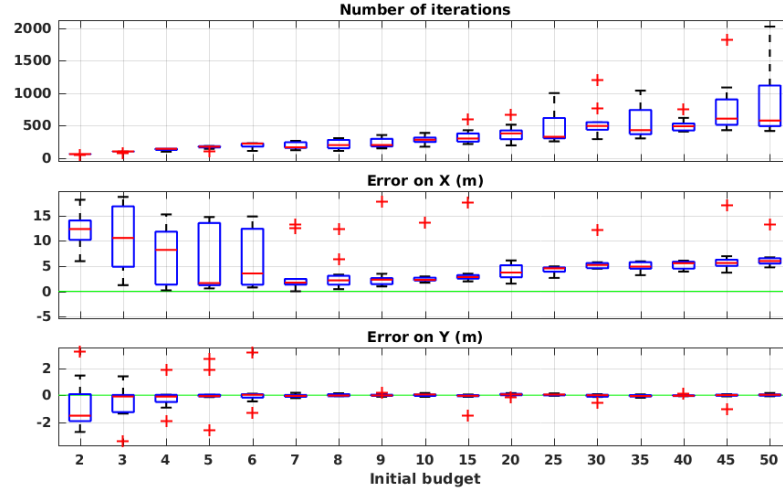 Number of iterations
2000
1500
1000
500
0
Error on X (m)
15
10
5
0
-5
Error on Y (m)
2
0
-2
2 3 4 5 6 7 8 9 10 15 20 25 30 35 40 45 50
Initial budget